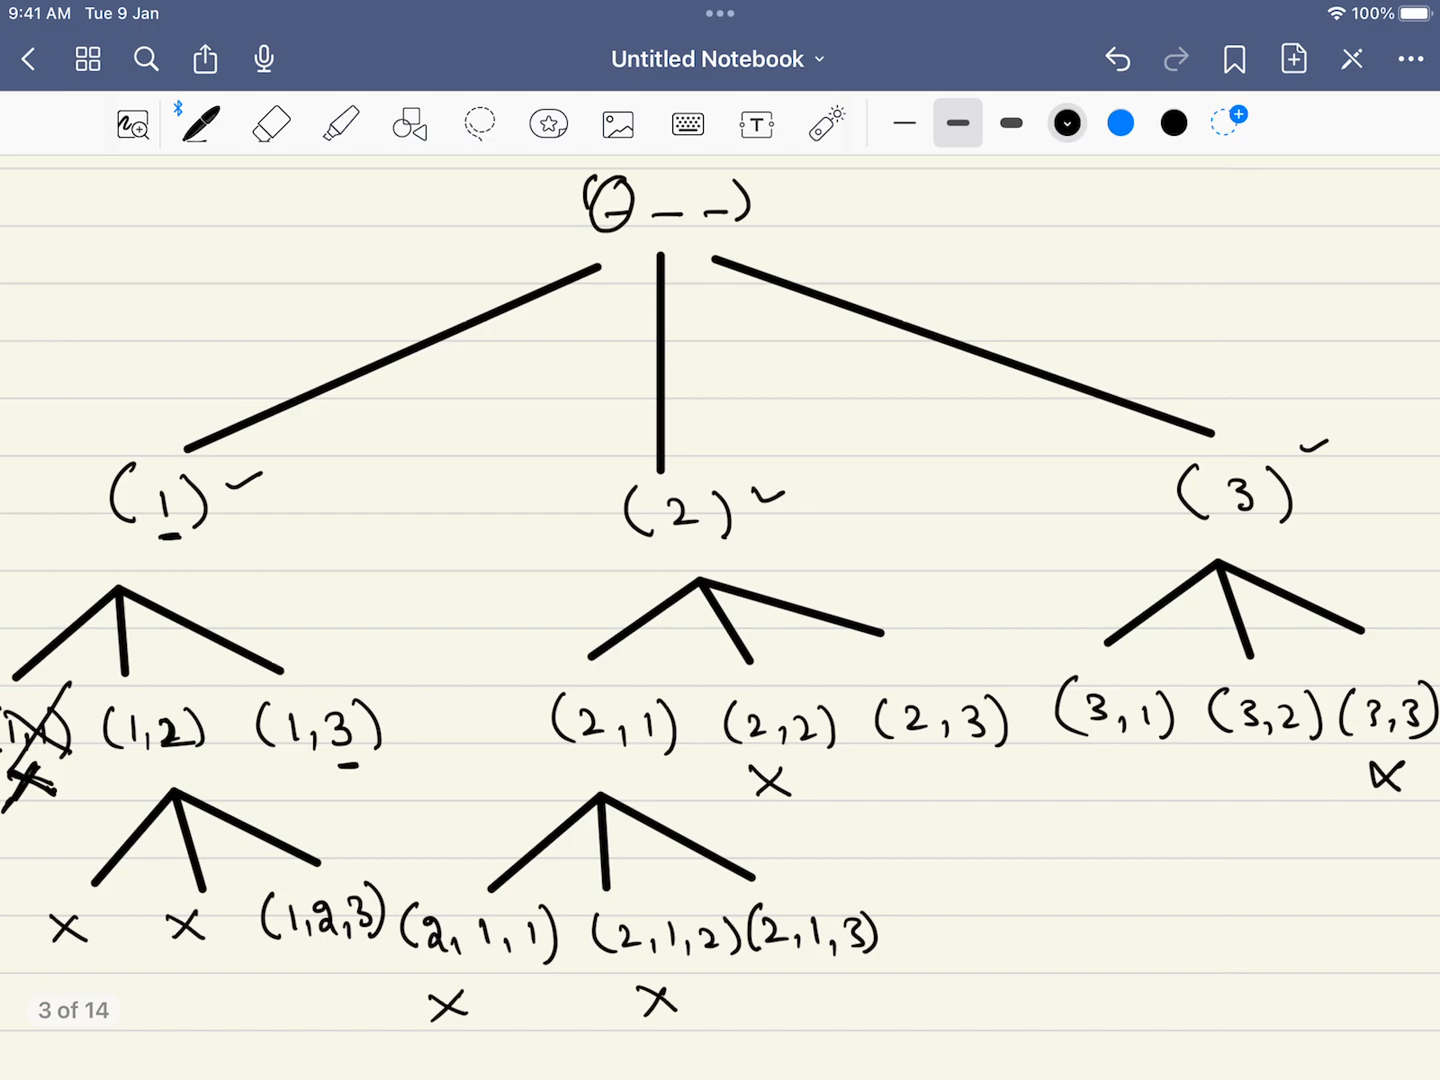 9:41 AM Tue 9 Jan
100%
Untitled Notebook
T
(_ _ _)
(1) ✓
(2) ✓
(3) ✓
(1,2) (1,3) (2,1) (2,2) (2,3) (3,1) (3,2) (3,3)
x x x
x x (1,2,3) (2,1,1) (2,1,2) (2,1,3)
x x
3 of 14